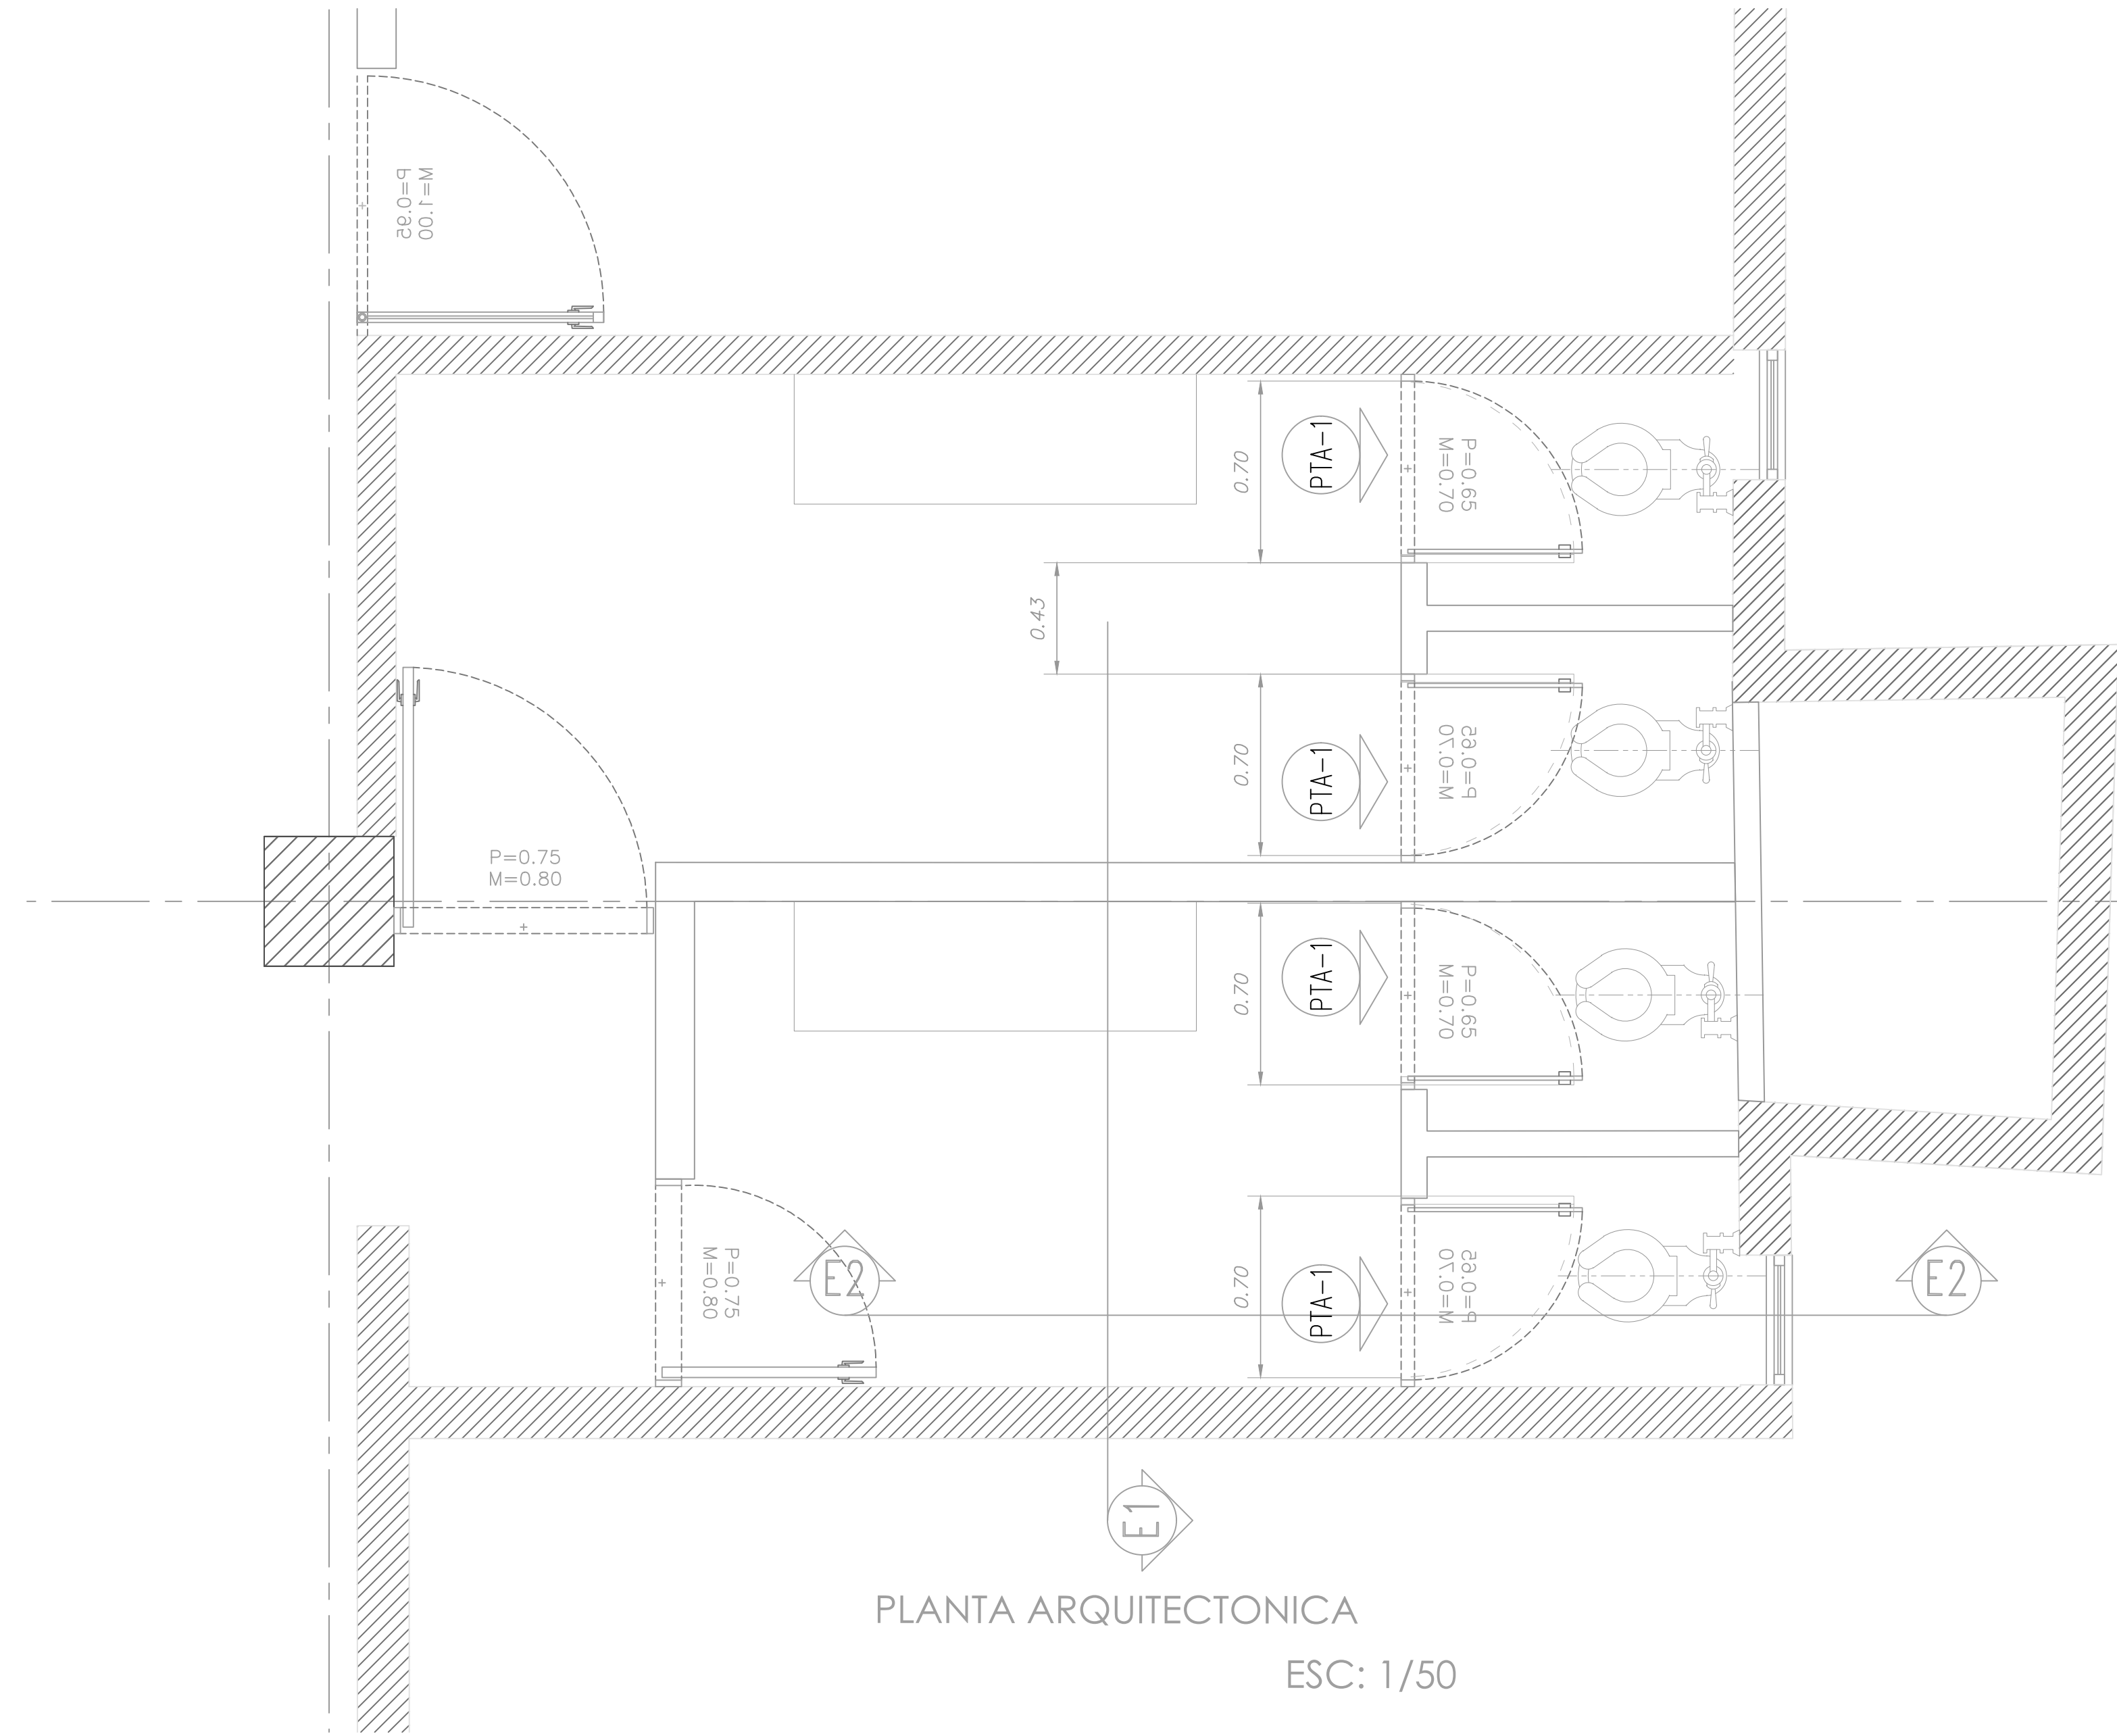 M=1.00
P=0.95
0.70
PTA-1
P=0.65
M=0.70
0.43
0.70
PTA-1
P=0.65
M=0.70
P=0.75
M=0.80
0.70
PTA-1
P=0.65
M=0.70
P=0.75
M=0.80
E2
0.70
PTA-1
P=0.65
M=0.70
E2
E1
PLANTA ARQUITECTONICA
ESC: 1/50